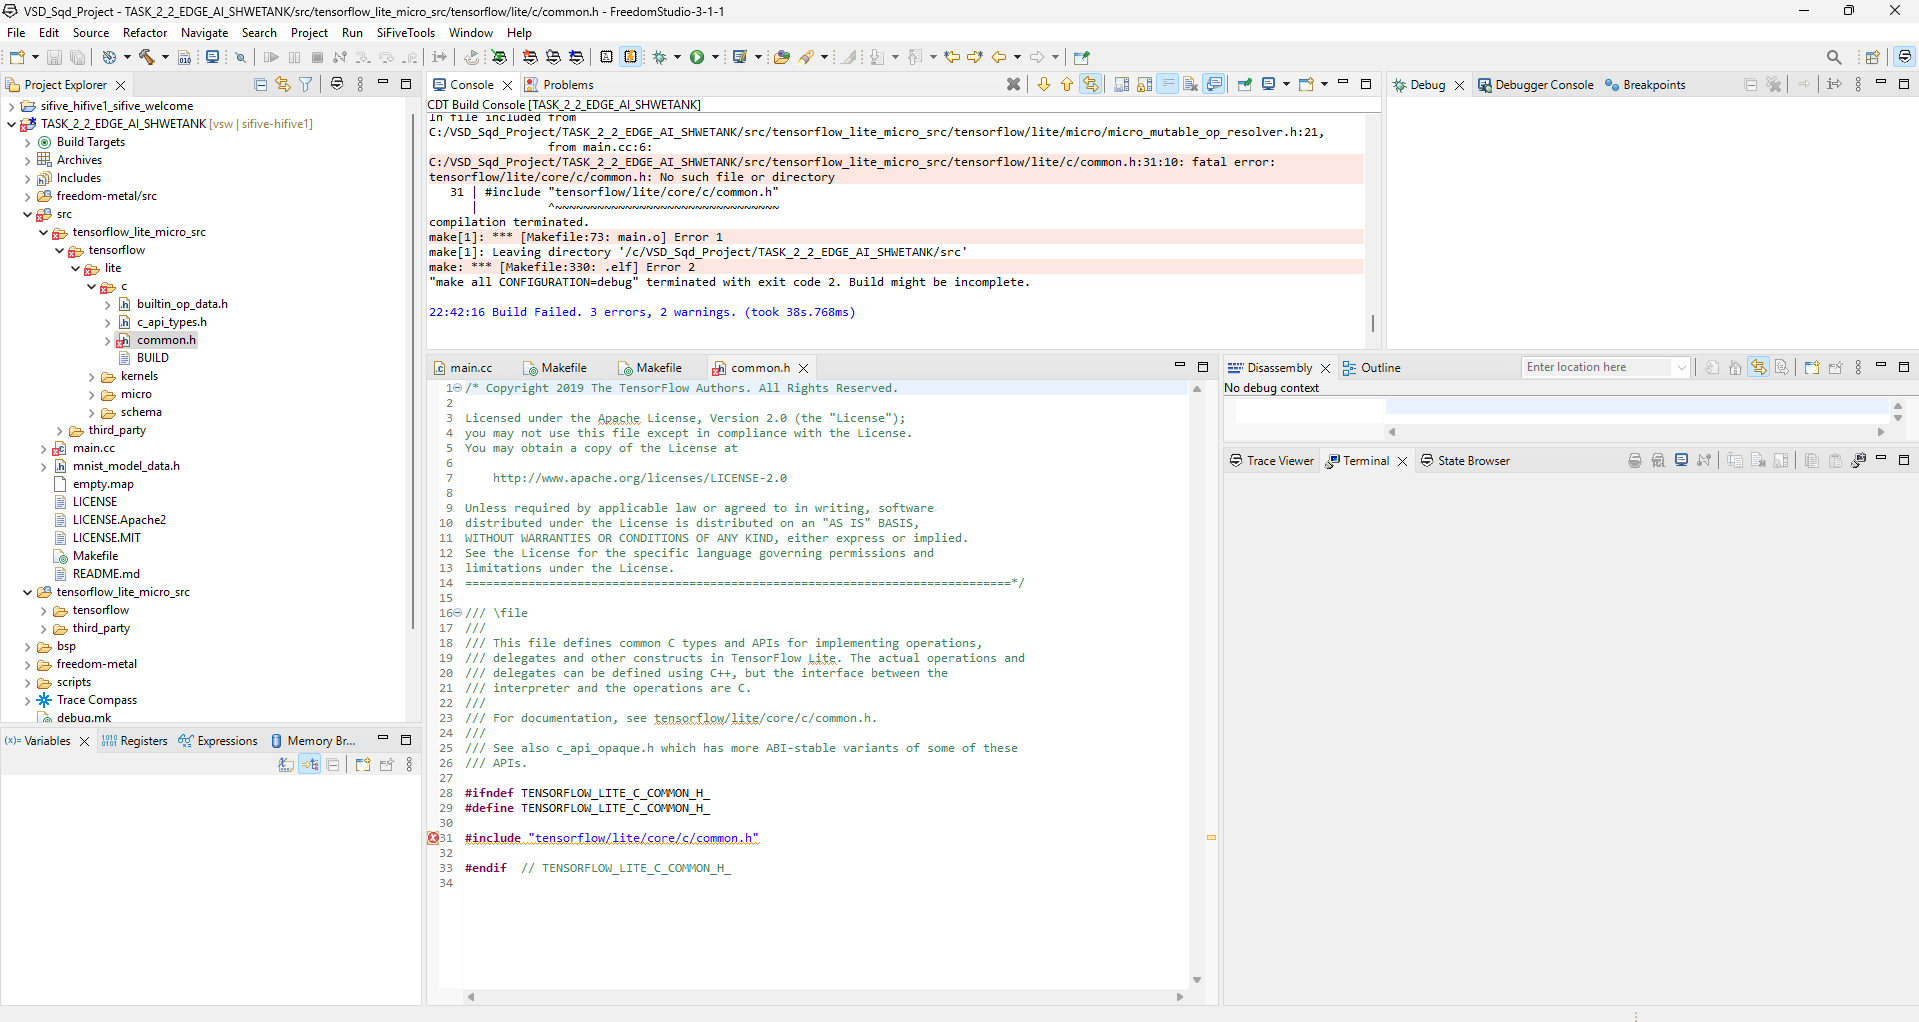 VSD_Sqd_Project - TASK_2_2_EDGE_AI_SHWETANK/src/tensorflow_lite_micro_src/tensorflow/lite/c/common.h - FreedomStudio-3-1-1
File Edit Source Refactor Navigate Search Project Run SiFiveTools Window Help
Project Explorer
sifive_hifive1_sifive_welcome
TASK_2_2_EDGE_AI_SHWETANK [vsw | sifive-hifive1]
Build Targets
Archives
Includes
freedom-metal/src
src
tensorflow_lite_micro_src
tensorflow
lite
c
builtin_op_data.h
c_api_types.h
common.h
BUILD
kernels
micro
schema
third_party
main.cc
mnist_model_data.h
empty.map
LICENSE
LICENSE.Apache2
LICENSE.MIT
Makefile
README.md
tensorflow_lite_micro_src
tensorflow
third_party
bsp
freedom-metal
scripts
Trace Compass
debug.mk
Variables Registers Expressions Memory Br...
Console Problems
CDT Build Console [TASK_2_2_EDGE_AI_SHWETANK]
In file included from
C:/VSD_Sqd_Project/TASK_2_2_EDGE_AI_SHWETANK/src/tensorflow_lite_micro_src/tensorflow/lite/micro/micro_mutable_op_resolver.h:21,
from main.cc:6:
C:/VSD_Sqd_Project/TASK_2_2_EDGE_AI_SHWETANK/src/tensorflow_lite_micro_src/tensorflow/lite/c/common.h:31:10: fatal error:
tensorflow/lite/core/c/common.h: No such file or directory
31 | #include "tensorflow/lite/core/c/common.h"
| ^~~~~~~~~~~~~~~~~~~~~~~~~~~~~~~~~
compilation terminated.
make[1]: *** [Makefile:73: main.o] Error 1
make[1]: Leaving directory '/c/VSD_Sqd_Project/TASK_2_2_EDGE_AI_SHWETANK/src'
make: *** [Makefile:330: .elf] Error 2
"make all CONFIGURATION=debug" terminated with exit code 2. Build might be incomplete.
22:42:16 Build Failed. 3 errors, 2 warnings. (took 38s.768ms)
main.cc Makefile Makefile common.h
1 /* Copyright 2019 The TensorFlow Authors. All Rights Reserved.
2
3 Licensed under the Apache License, Version 2.0 (the "License");
4 you may not use this file except in compliance with the License.
5 You may obtain a copy of the License at
6
7 http://www.apache.org/licenses/LICENSE-2.0
8
9 Unless required by applicable law or agreed to in writing, software
10 distributed under the License is distributed on an "AS IS" BASIS,
11 WITHOUT WARRANTIES OR CONDITIONS OF ANY KIND, either express or implied.
12 See the License for the specific language governing permissions and
13 limitations under the License.
14 ==============================================================================*/
15
16 /// \file
17 ///
18 /// This file defines common C types and APIs for implementing operations,
19 /// delegates and other constructs in TensorFlow Lite. The actual operations and
20 /// delegates can be defined using C++, but the interface between the
21 /// interpreter and the operations are C.
22 ///
23 /// For documentation, see tensorflow/lite/core/c/common.h.
24 ///
25 /// See also c_api_opaque.h which has more ABI-stable variants of some of these
26 /// APIs.
27
28 #ifndef TENSORFLOW_LITE_C_COMMON_H_
29 #define TENSORFLOW_LITE_C_COMMON_H_
30
31 #include "tensorflow/lite/core/c/common.h"
32
33 #endif // TENSORFLOW_LITE_C_COMMON_H_
34
Debug Debugger Console Breakpoints
Disassembly Outline Enter location here
No debug context
Trace Viewer Terminal State Browser